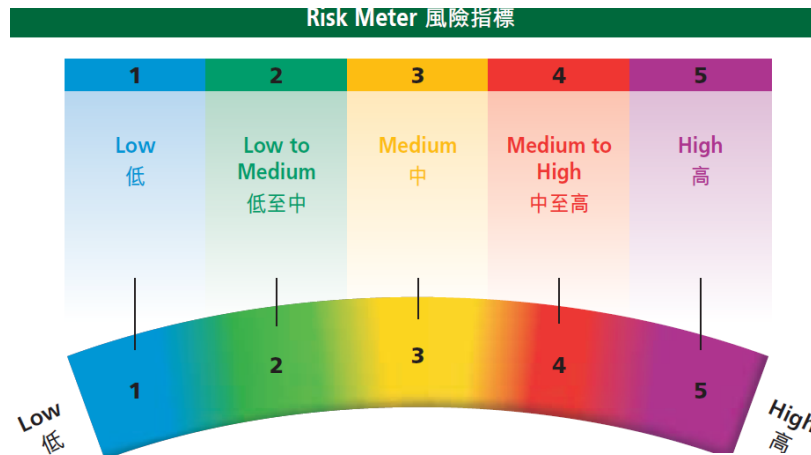 Risk Meter 風險指標
1 2 3 4 5
Low
低
Low to
Medium
低至中
Medium
中
Medium to
High
中至高
High
高
1 2 3 4 5
Low
低
High
高